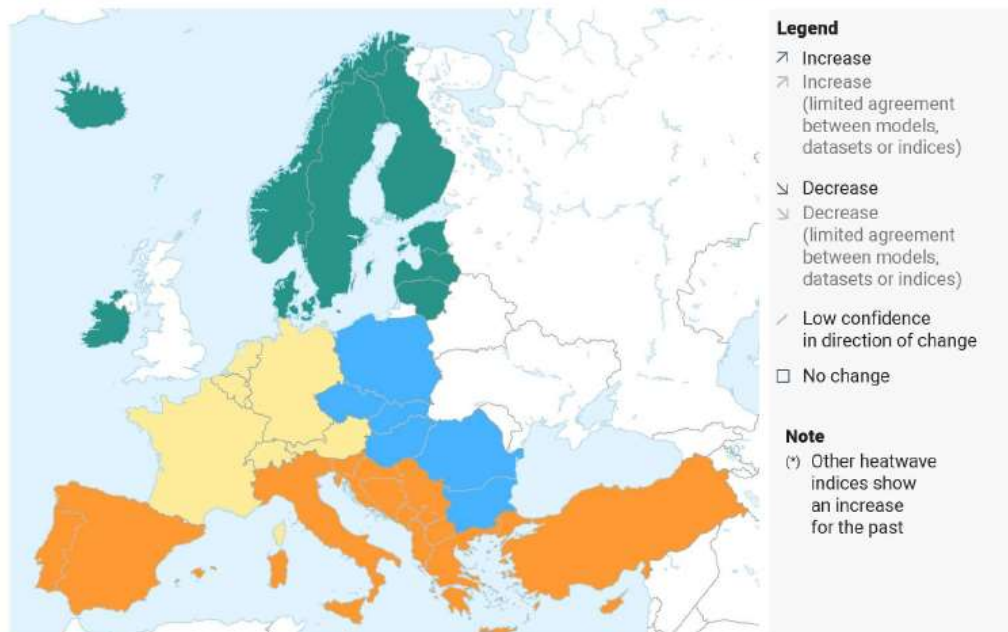 Legend
Increase
Increase
(limited agreement
between models,
datasets or indices)
Decrease
Decrease
(limited agreement
between models,
datasets or indices)
Low confidence
in direction of change
No change
Note
(*) Other heatwave
indices show
an increase
for the past